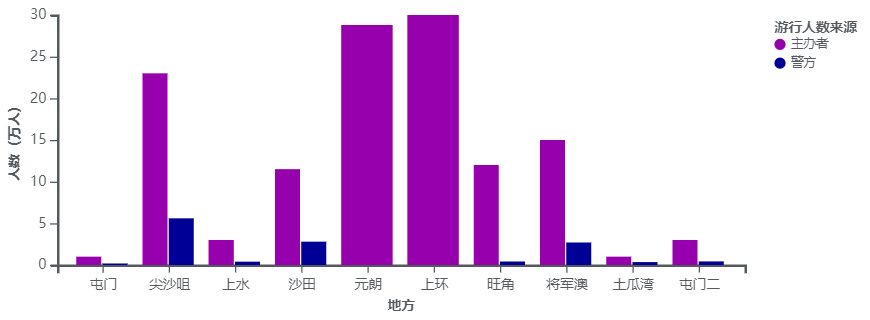 游行人数来源
主办者
警方
人数（万人）
30
25
20
15
10
5
0
屯门 尖沙咀 上水 沙田 元朗 上环 旺角 将军澳 土瓜湾 屯门二
地方